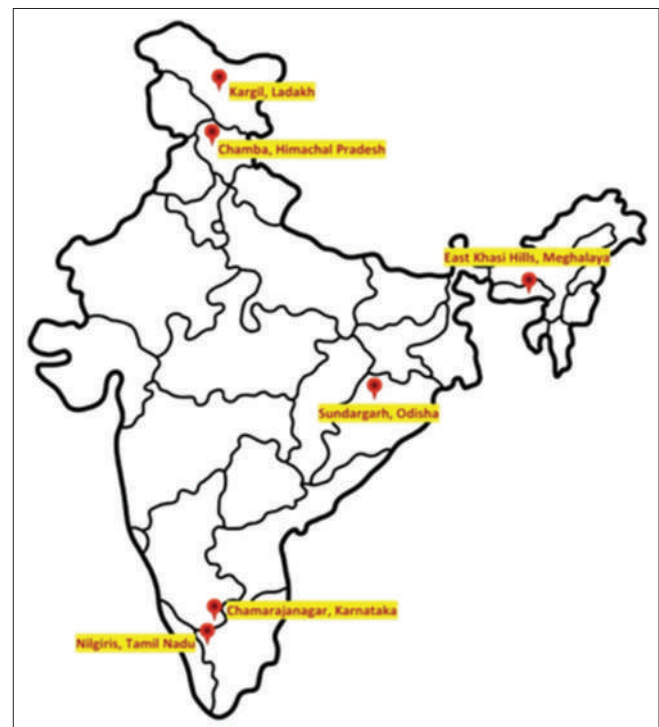 Kargil, Ladakh
Chamba, Himachal Pradesh
East Khasi Hills, Meghalaya
Sundargarh, Odisha
Chamarajanagar, Karnataka
Nilgiris, Tamil Nadu